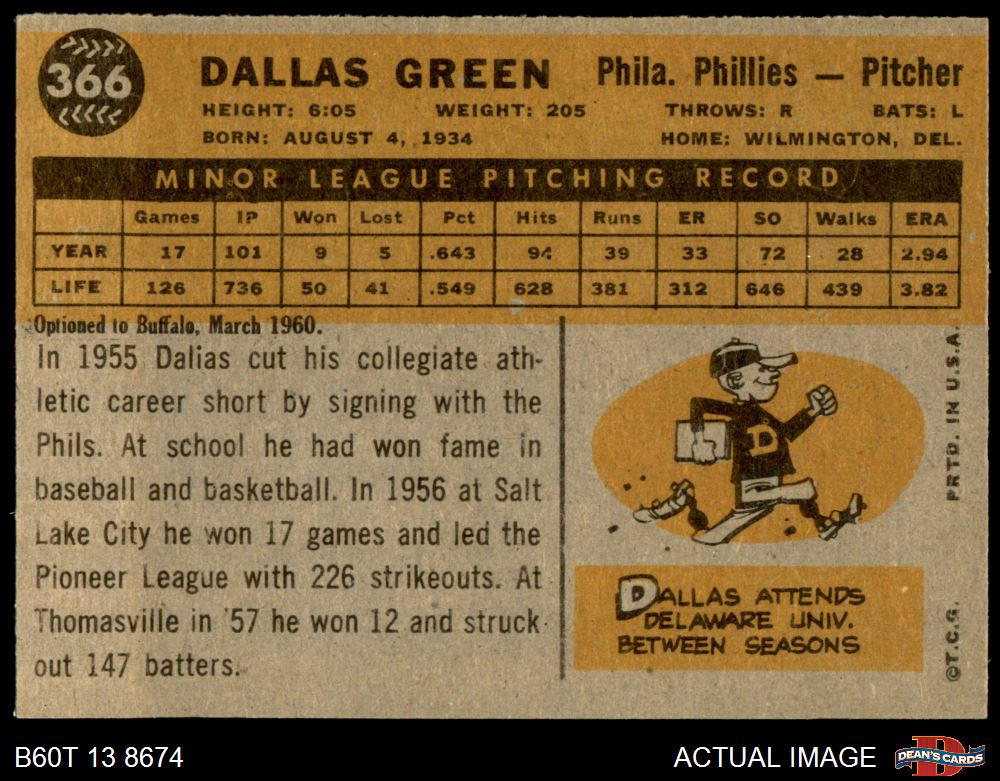 366
DALLAS GREEN Phila. Phillies — Pitcher
HEIGHT: 6:05 WEIGHT: 205 THROWS: R BATS: L
BORN: AUGUST 4, 1934 HOME: WILMINGTON, DEL.
MINOR LEAGUE PITCHING RECORD
Games IP Won Lost Pct Hits Runs ER SO Walks ERA
YEAR 17 101 9 5 .643 94 39 33 72 28 2.94
LIFE 126 736 50 41 .549 628 381 312 646 439 3.82
Optioned to Buffalo, March 1960.
In 1955 Dallas cut his collegiate ath-
letic career short by signing with the
Phils. At school he had won fame in
baseball and basketball. In 1956 at Salt
Lake City he won 17 games and led the
Pioneer League with 226 strikeouts. At
Thomasville in '57 he won 12 and struck
out 147 batters.
D
DALLAS ATTENDS
DELAWARE UNIV.
BETWEEN SEASONS
©T.C.G. PRTD. IN U.S.A.
B60T 13 8674 ACTUAL IMAGE
DEAN'S CARDS